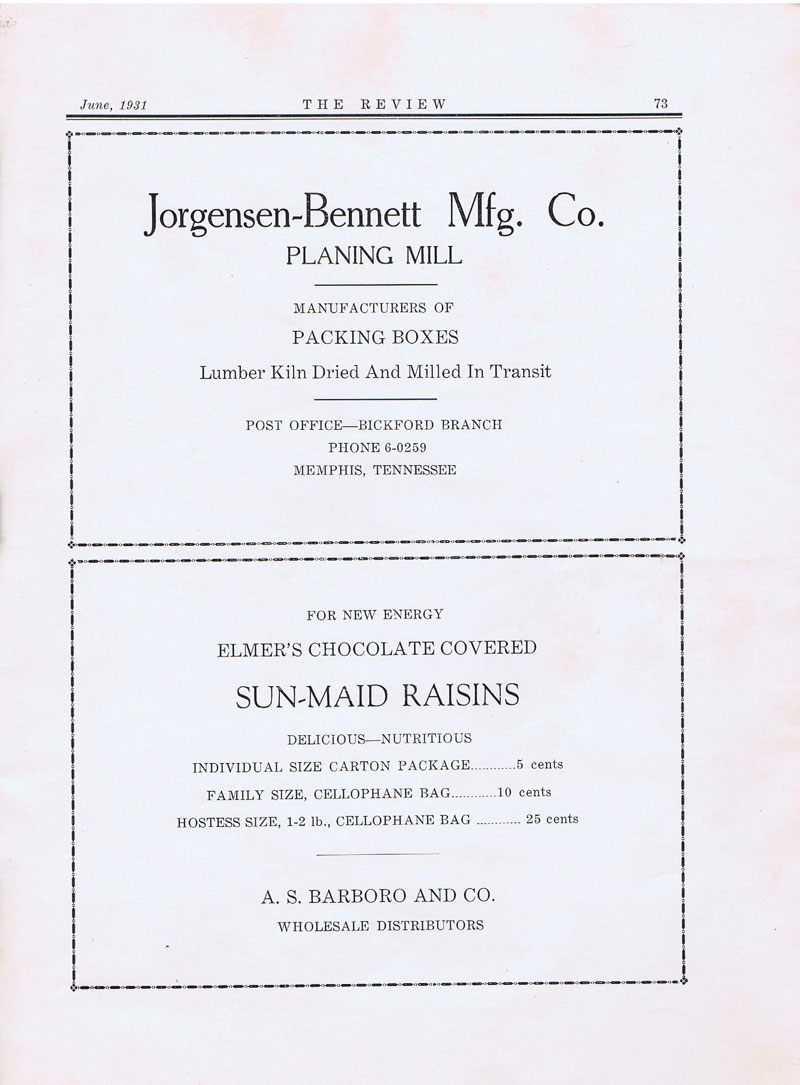 June, 1931 THE REVIEW 73
Jorgensen-Bennett Mfg. Co.
PLANING MILL
MANUFACTURERS OF
PACKING BOXES
Lumber Kiln Dried And Milled In Transit
POST OFFICE—BICKFORD BRANCH
PHONE 6-0259
MEMPHIS, TENNESSEE
FOR NEW ENERGY
ELMER'S CHOCOLATE COVERED
SUN-MAID RAISINS
DELICIOUS—NUTRITIOUS
INDIVIDUAL SIZE CARTON PACKAGE...........5 cents
FAMILY SIZE, CELLOPHANE BAG...........10 cents
HOSTESS SIZE, 1-2 lb., CELLOPHANE BAG ........... 25 cents
A. S. BARBORO AND CO.
WHOLESALE DISTRIBUTORS